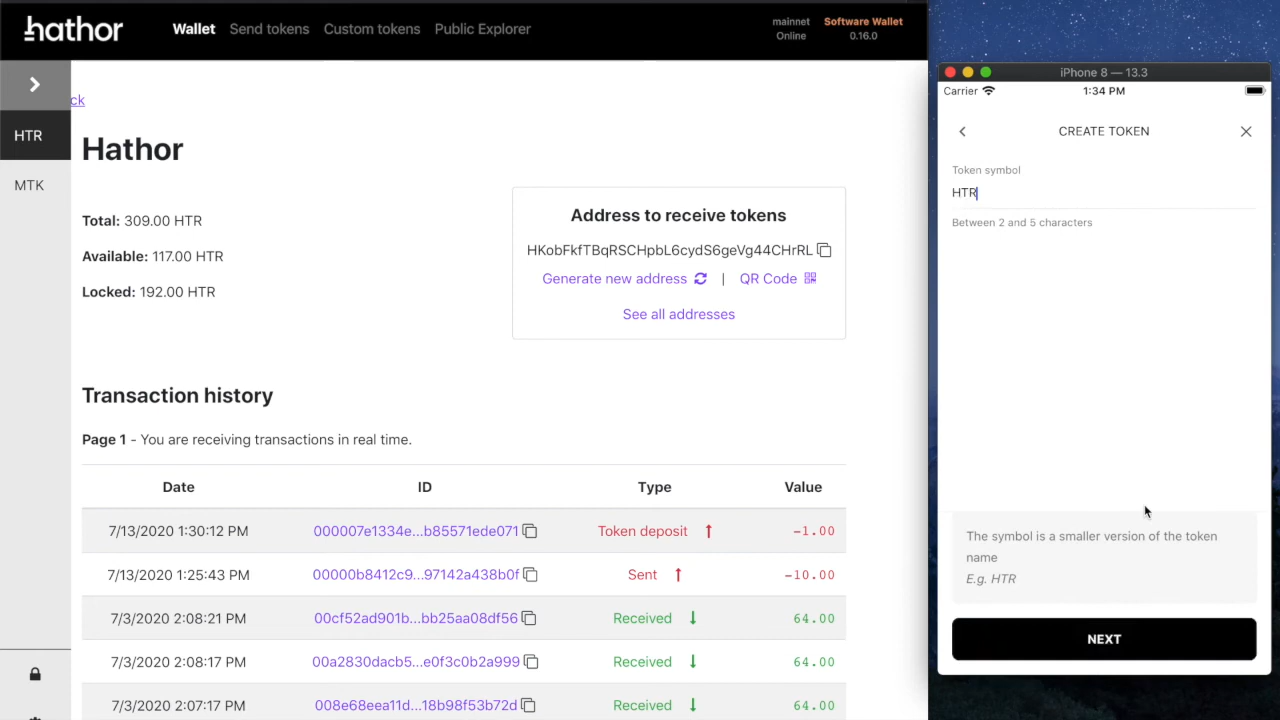 hathor
Wallet
Send tokens
Custom tokens
Public Explorer
mainnet
Online
Software Wallet
0.16.0
ck
HTR
MTK
Hathor
Total: 309.00 HTR
Available: 117.00 HTR
Locked: 192.00 HTR
Address to receive tokens
HKobFkfTBqRSCHpbL6cydS6geVg44CHrRL
Generate new address | QR Code
See all addresses
Transaction history
Page 1 - You are receiving transactions in real time.
Date ID Type Value
7/13/2020 1:30:12 PM 000007e1334e...b85571ede071 Token deposit -1.00
7/13/2020 1:25:43 PM 00000b8412c9...97142a438b0f Sent -10.00
7/3/2020 2:08:21 PM 00cf52ad901b...bb25aa08df56 Received 64.00
7/3/2020 2:08:17 PM 00a2830dacb5...e0f3c0b2a999 Received 64.00
7/3/2020 2:07:17 PM 008e68eea11d...18b98f53b72d Received 64.00
iPhone 8 — 13.3
Carrier 1:34 PM
CREATE TOKEN
Token symbol
HTR
Between 2 and 5 characters
The symbol is a smaller version of the token
name
E.g. HTR
NEXT